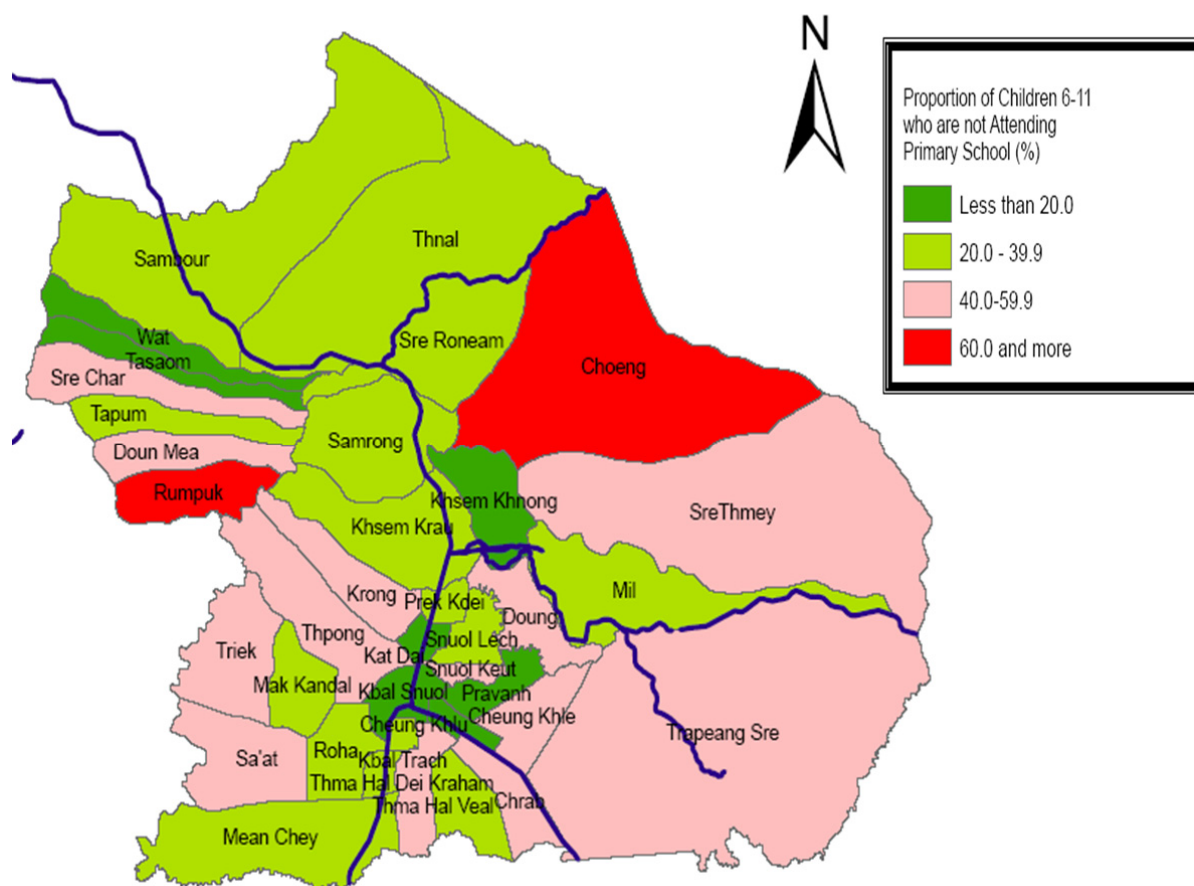 N
Proportion of Children 6-11
who are not Attending
Primary School (%)
Less than 20.0
20.0 - 39.9
40.0-59.9
60.0 and more
Thnal
Sambour
Wat
Tasaom
Sre Roneam
Choeng
Sre Char
Tapum
Samrong
Doun Mea
Rumpuk
Khsem Khnong
SreThmey
Khsem Krau
Mil
Krong
Prek Kdei
Doung
Thpong
Snuol Lech
Triek
Kat Dai
Snuol Keut
Mak Kandal
Kbal Snuol
Pravanh
Cheung Khlu
Cheung Khle
Trapeang Sre
Sa'at
Roha
Kbal Trach
Thma Hal Dei Kraham
Thma Hal Veal
Chrab
Mean Chey